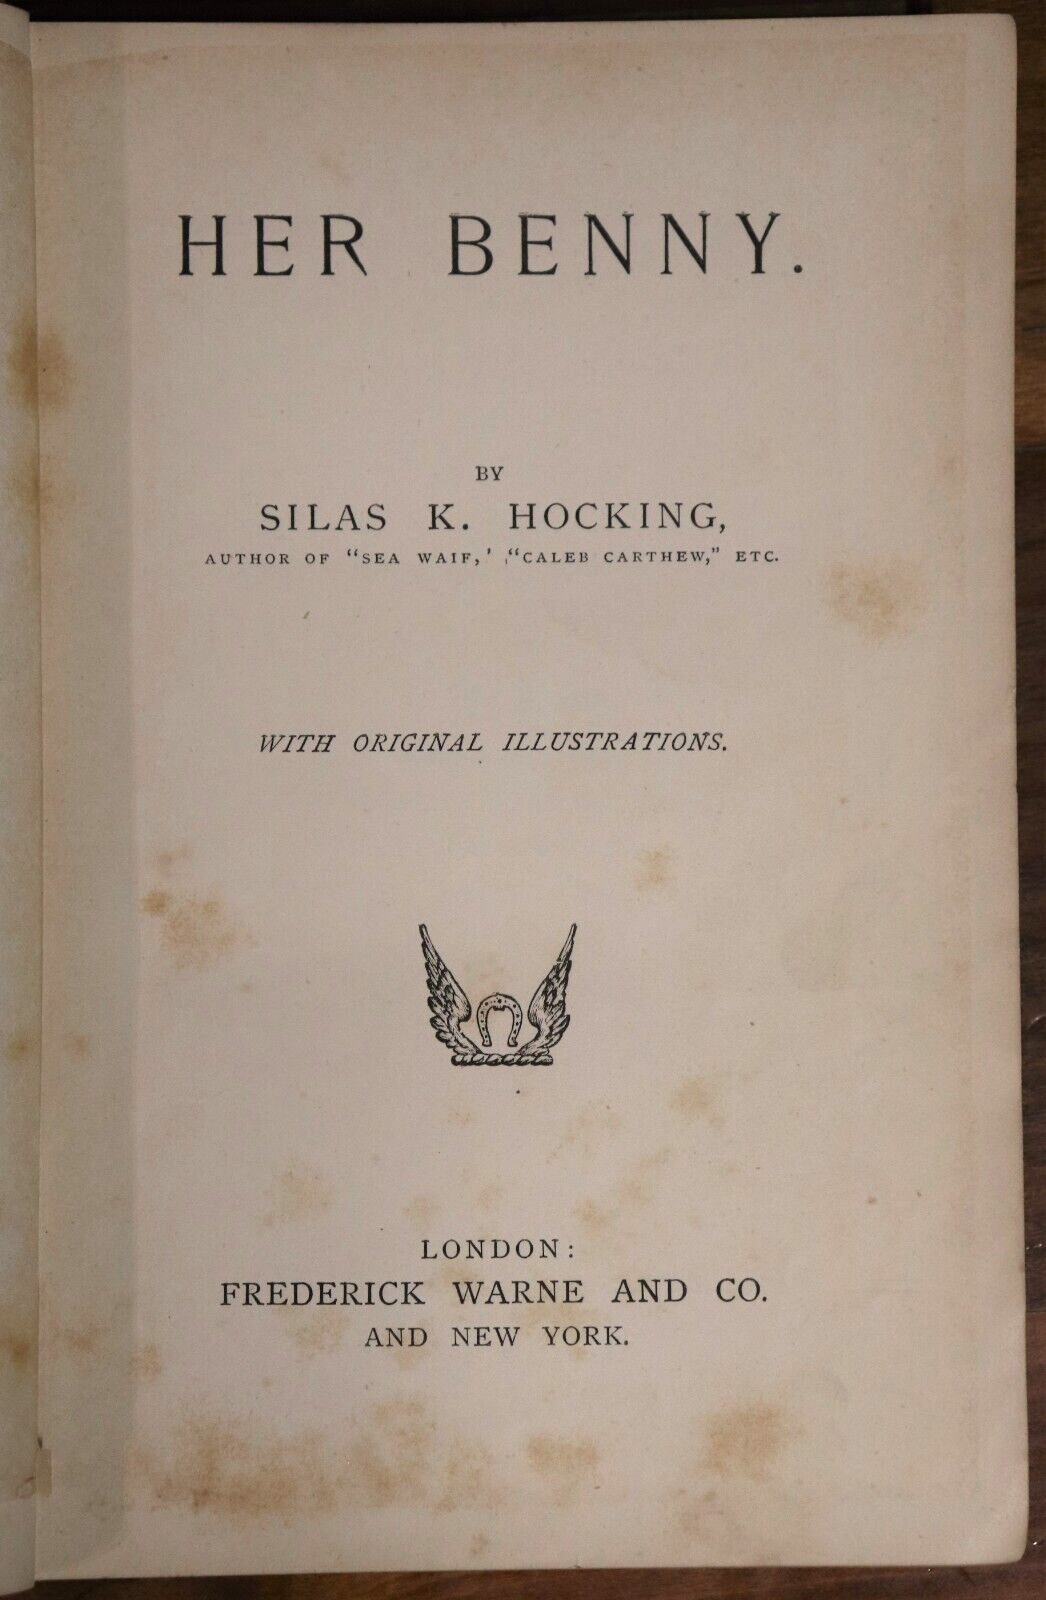 HER BENNY.
BY
SILAS K. HOCKING,
AUTHOR OF "SEA WAIF,' "CALEB CARTHEW," ETC.
WITH ORIGINAL ILLUSTRATIONS.
LONDON:
FREDERICK WARNE AND CO.
AND NEW YORK.